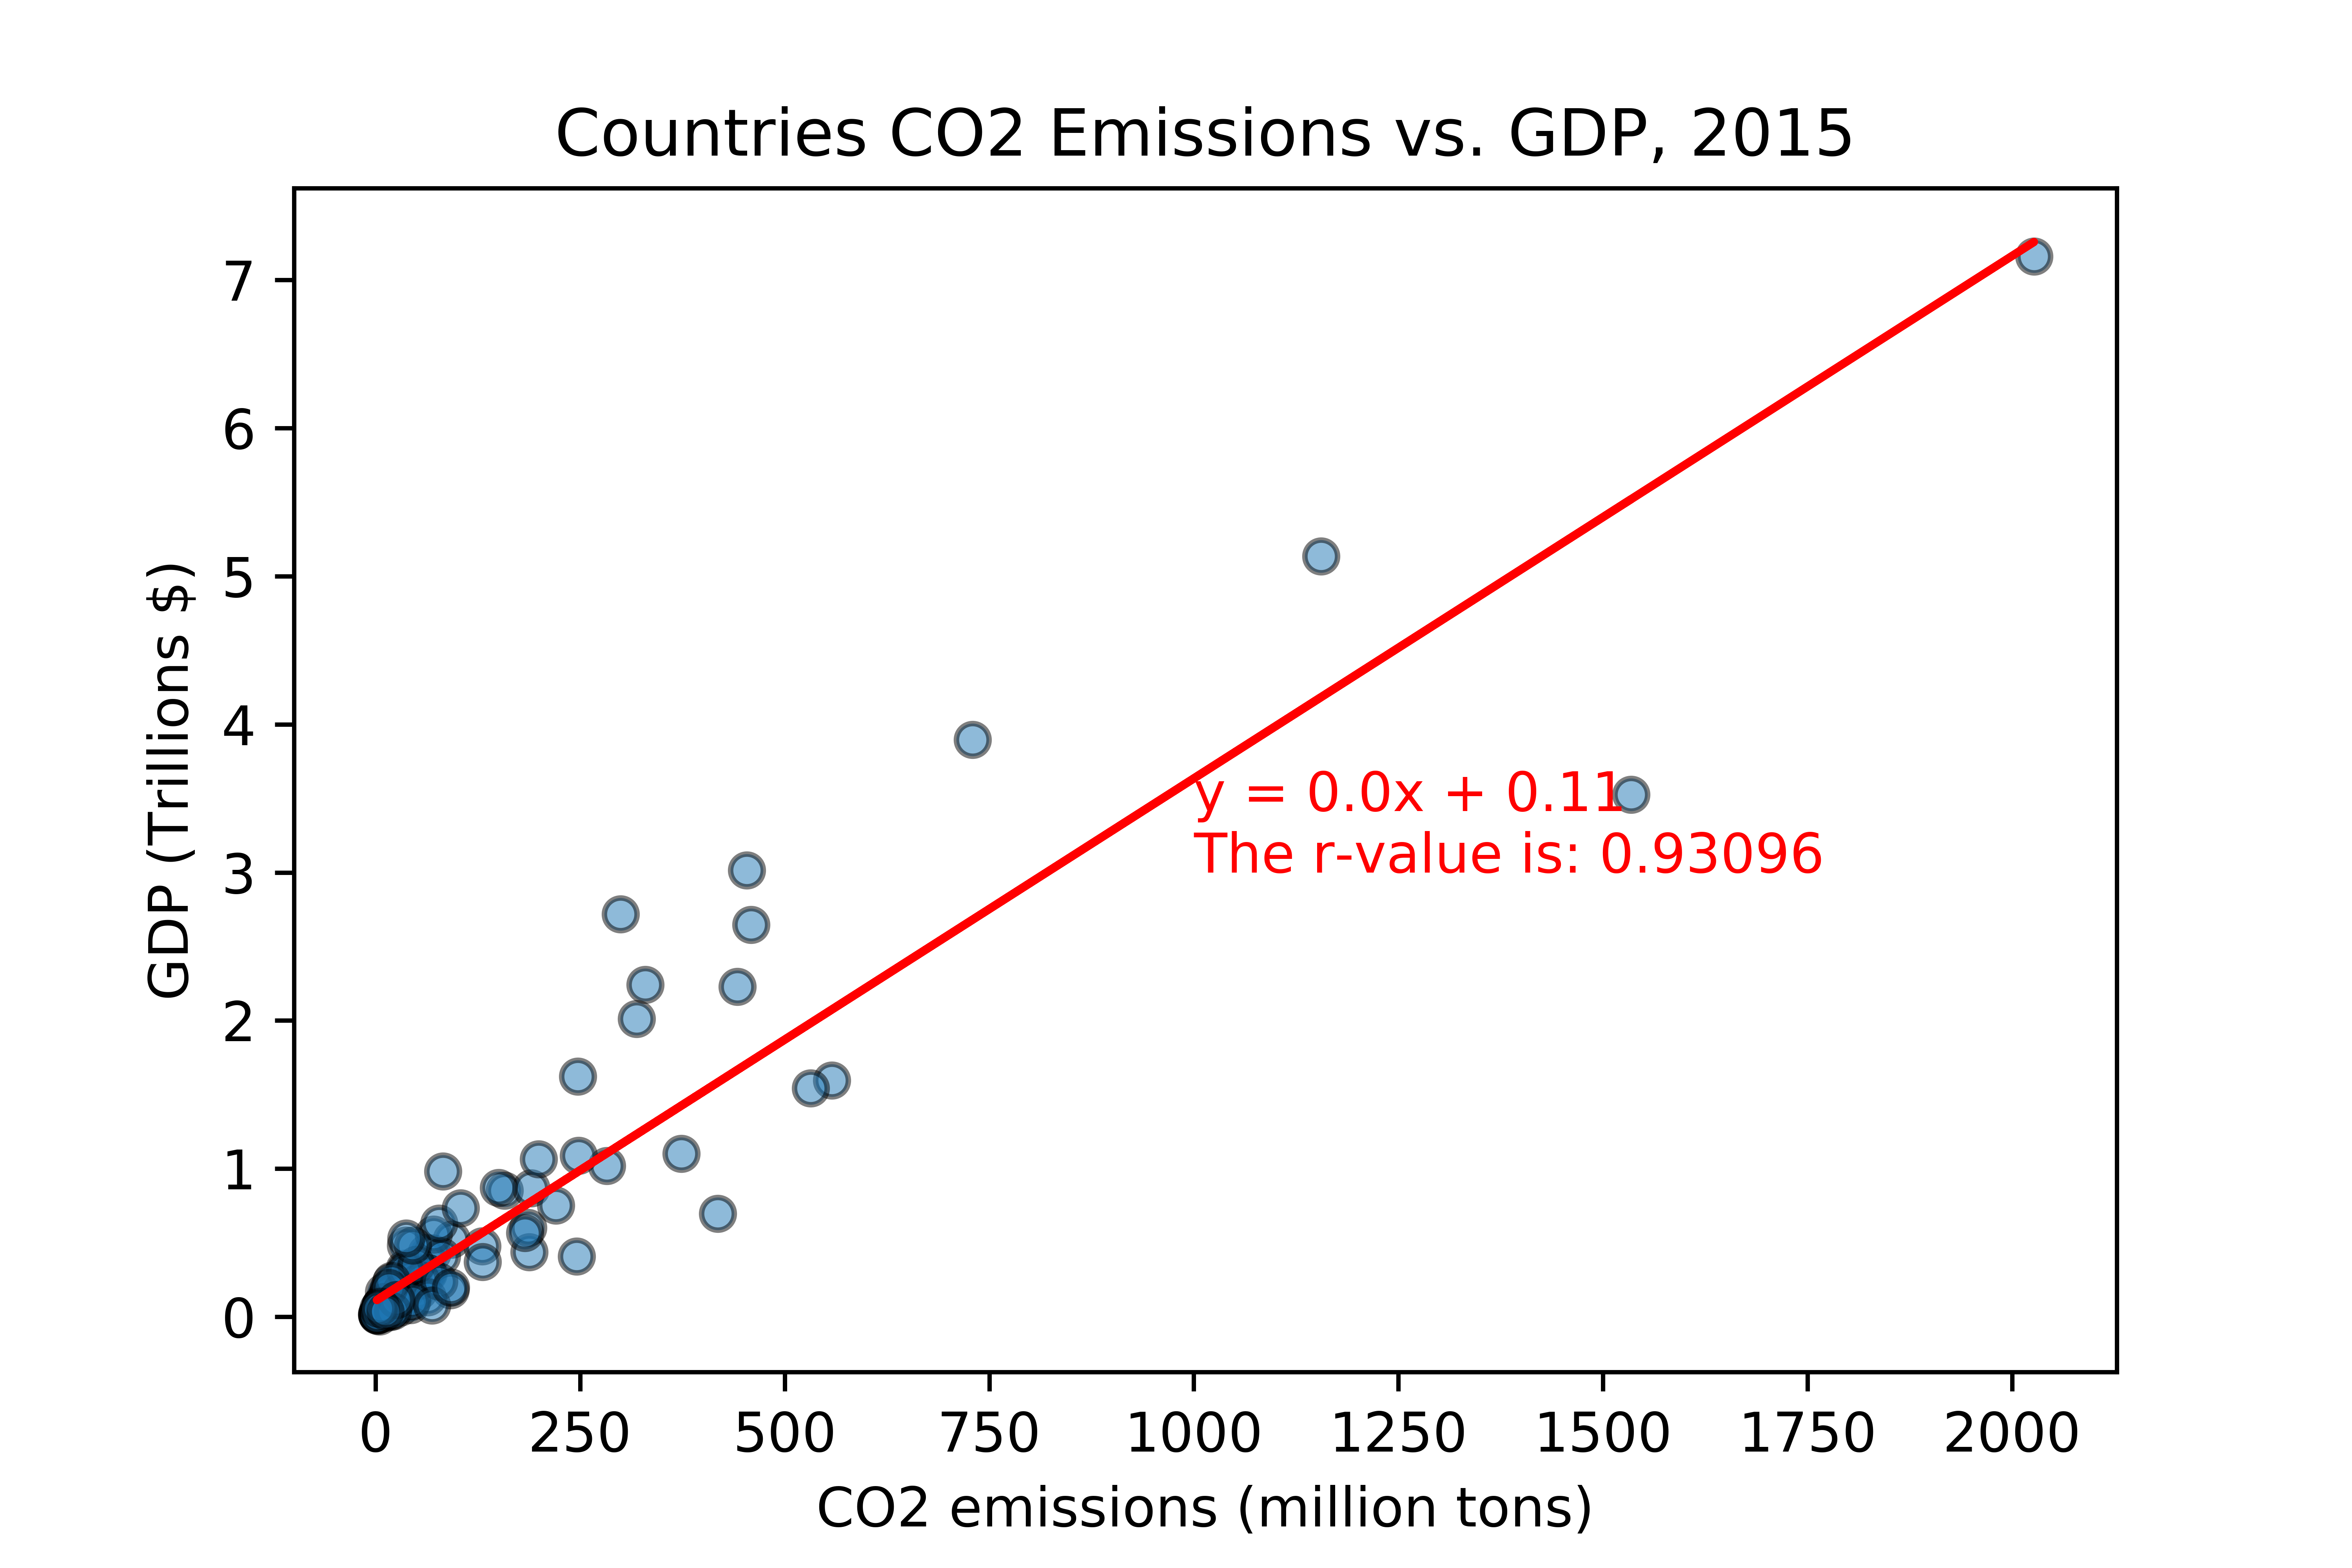 Countries CO2 Emissions vs. GDP, 2015
GDP (Trillions $)
7
6
5
4
3
2
1
0
y = 0.0x + 0.11
The r-value is: 0.93096
0 250 500 750 1000 1250 1500 1750 2000
CO2 emissions (million tons)